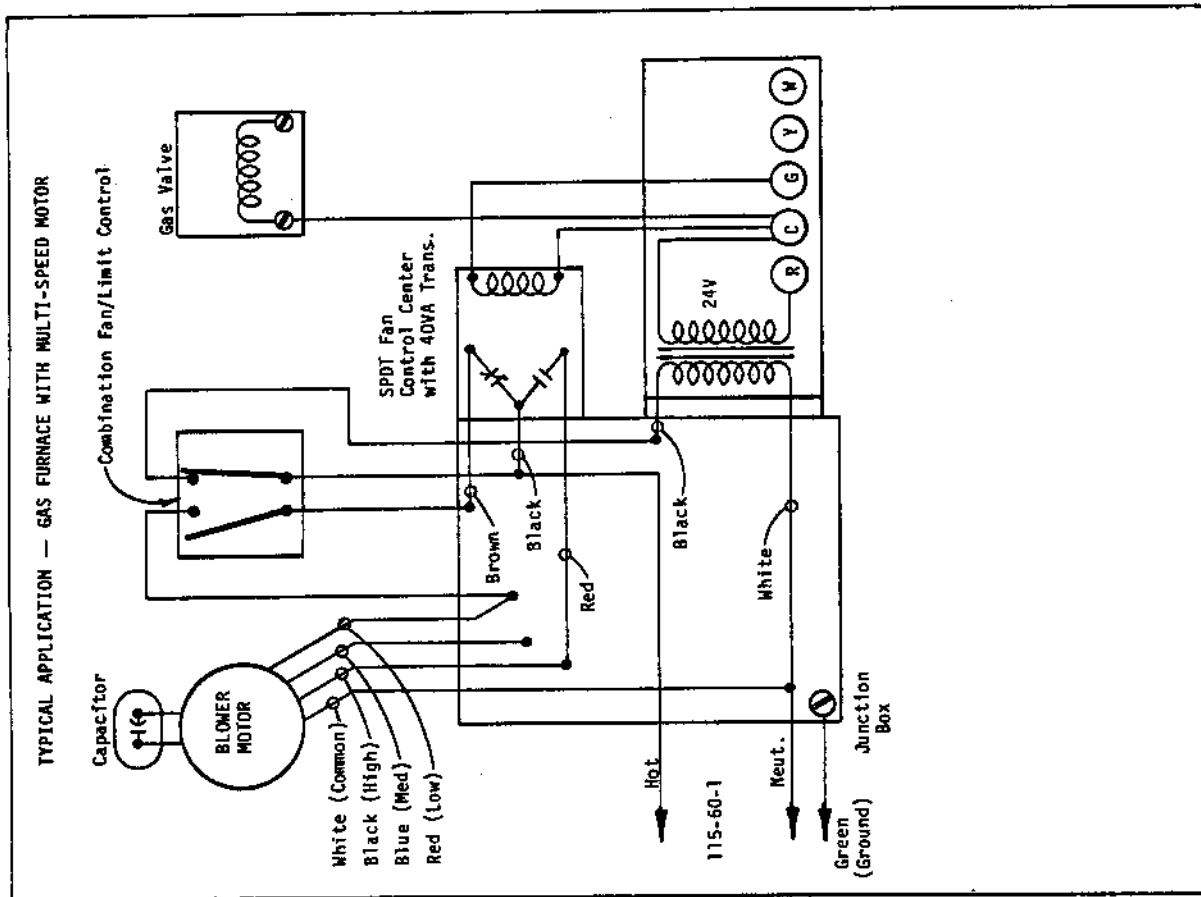 TYPICAL APPLICATION — GAS FURNACE WITH MULTI-SPEED MOTOR
Combination Fan/Limit Control
Capacitor
BLOWER
MOTOR
White (Common)
Black (High)
Blue (Med)
Red (Low)
Gas Valve
SPDT Fan
Control Center
with 40VA Trans.
Brown
Black
Red
Black
White
24V
R
C
G
Y
W
Hot
115-60-1
Neut.
Green
(Ground)
Junction
Box